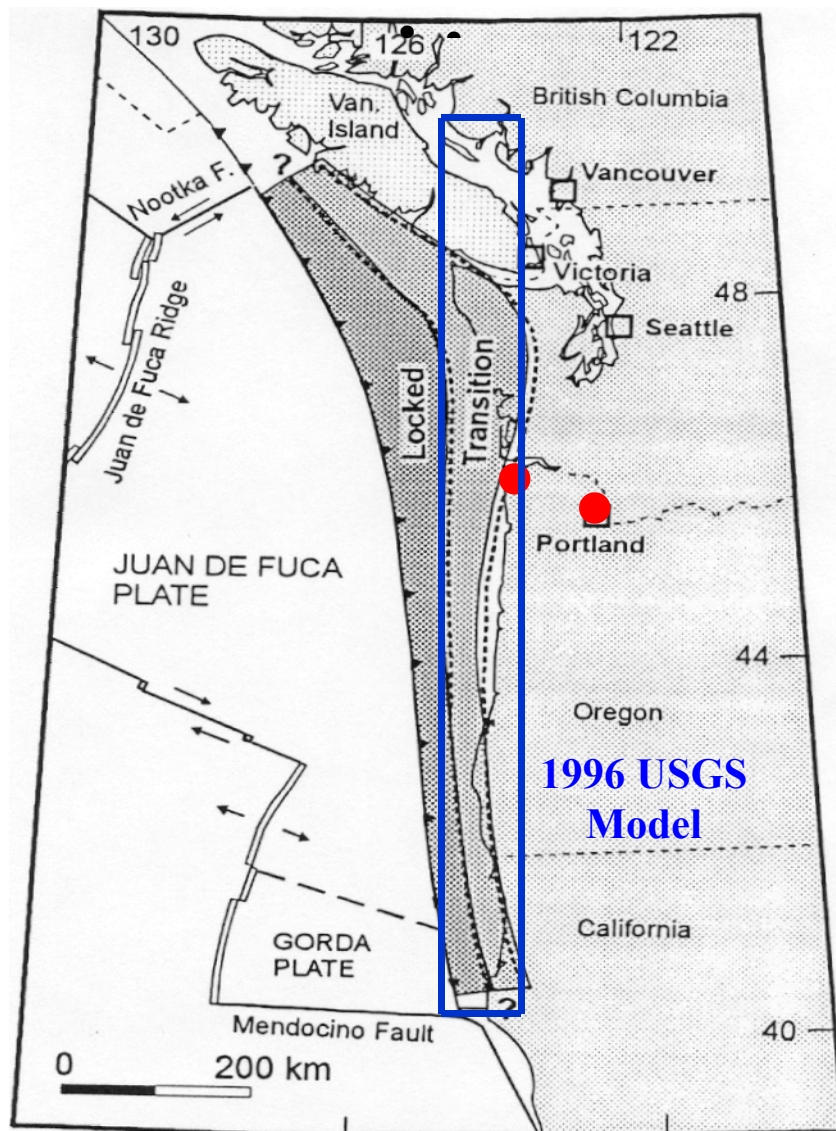 130
126
122
Van.
Island
British Columbia
Vancouver
?
Nootka F.
Victoria
48
Seattle
Juan de Fuca Ridge
Locked
Transition
Portland
JUAN DE FUCA
PLATE
44
Oregon
1996 USGS
Model
California
GORDA
PLATE
?
Mendocino Fault
40
0
200 km